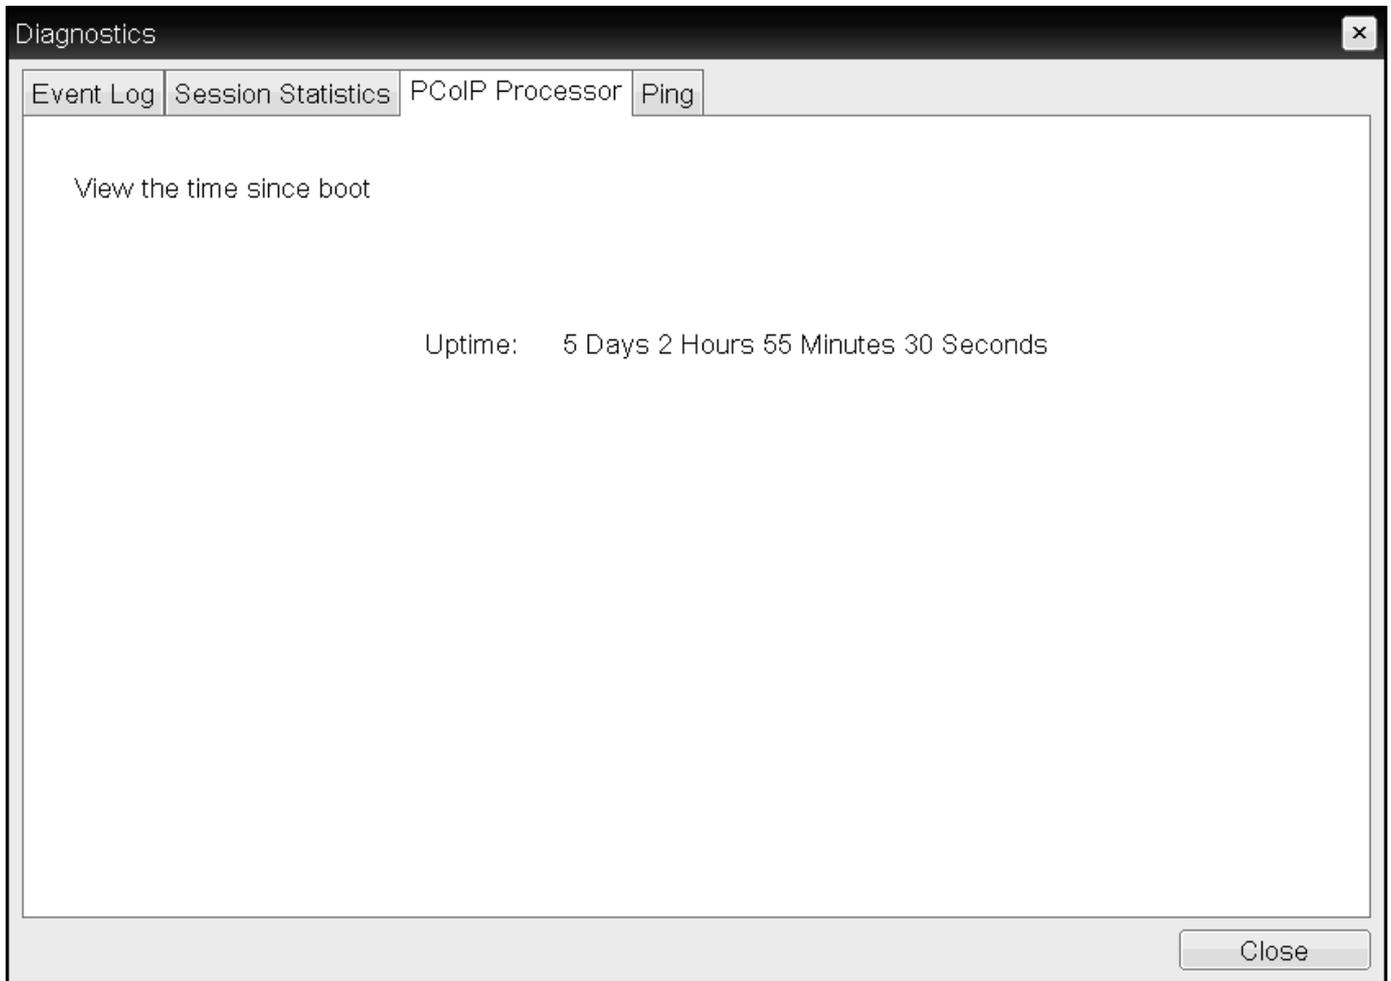 Diagnostics
Event Log Session Statistics PCoIP Processor Ping
View the time since boot
Uptime: 5 Days 2 Hours 55 Minutes 30 Seconds
Close